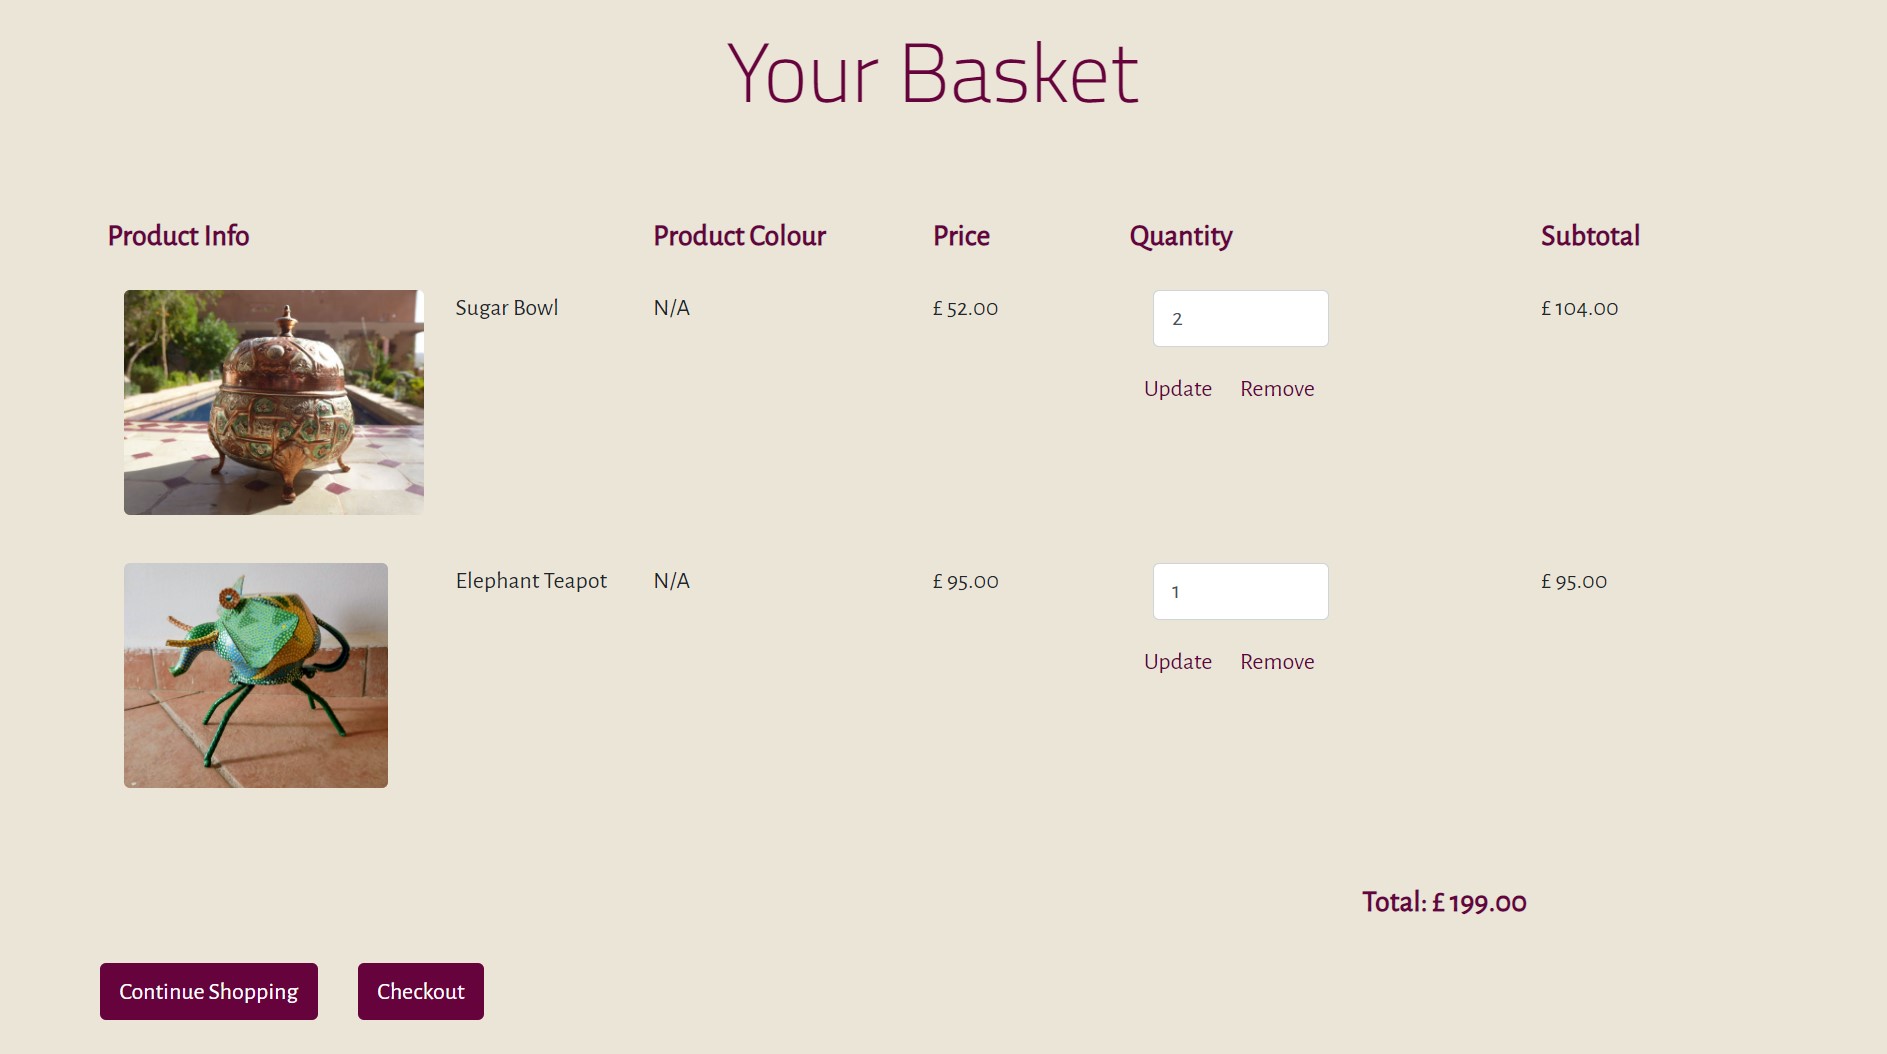 Your Basket
Product Info Product Colour Price Quantity Subtotal
Sugar Bowl N/A £ 52.00 2 £ 104.00
Update Remove
Elephant Teapot N/A £ 95.00 1 £ 95.00
Update Remove
Total: £ 199.00
Continue Shopping Checkout